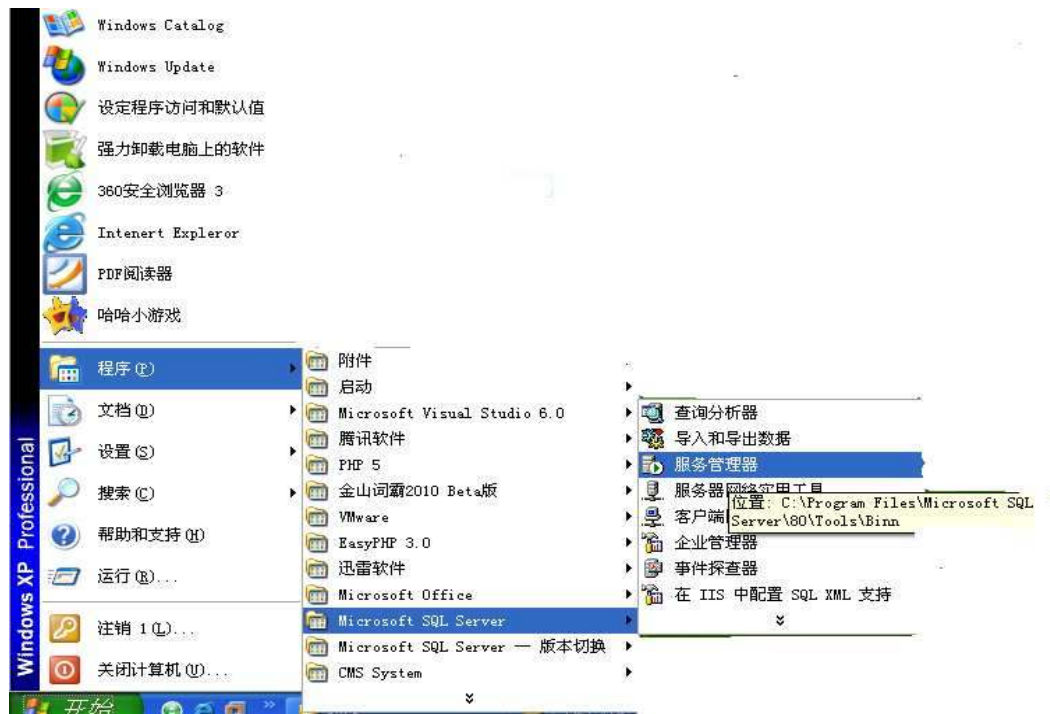 Windows Catalog
Windows Update
设定程序访问和默认值
强力卸载电脑上的软件
360安全浏览器 3
Intenert Expleror
PDF阅读器
哈哈小游戏
程序(P)
文档(D)
设置(S)
搜索(C)
帮助和支持(H)
运行(R)...
注销 1(L)...
关闭计算机(U)...
Windows XP Professional
开始
附件
启动
Microsoft Visual Studio 6.0
腾讯软件
PHP 5
金山词霸2010 Beta版
VMware
EasyPHP 3.0
迅雷软件
Microsoft Office
Microsoft SQL Server
Microsoft SQL Server — 版本切换
CMS System
查询分析器
导入和导出数据
服务管理器
服务器网络实用工具
客户端
位置: C:\Program Files\Microsoft SQL
Server\80\Tools\Binn
企业管理器
事件探查器
在 IIS 中配置 SQL XML 支持